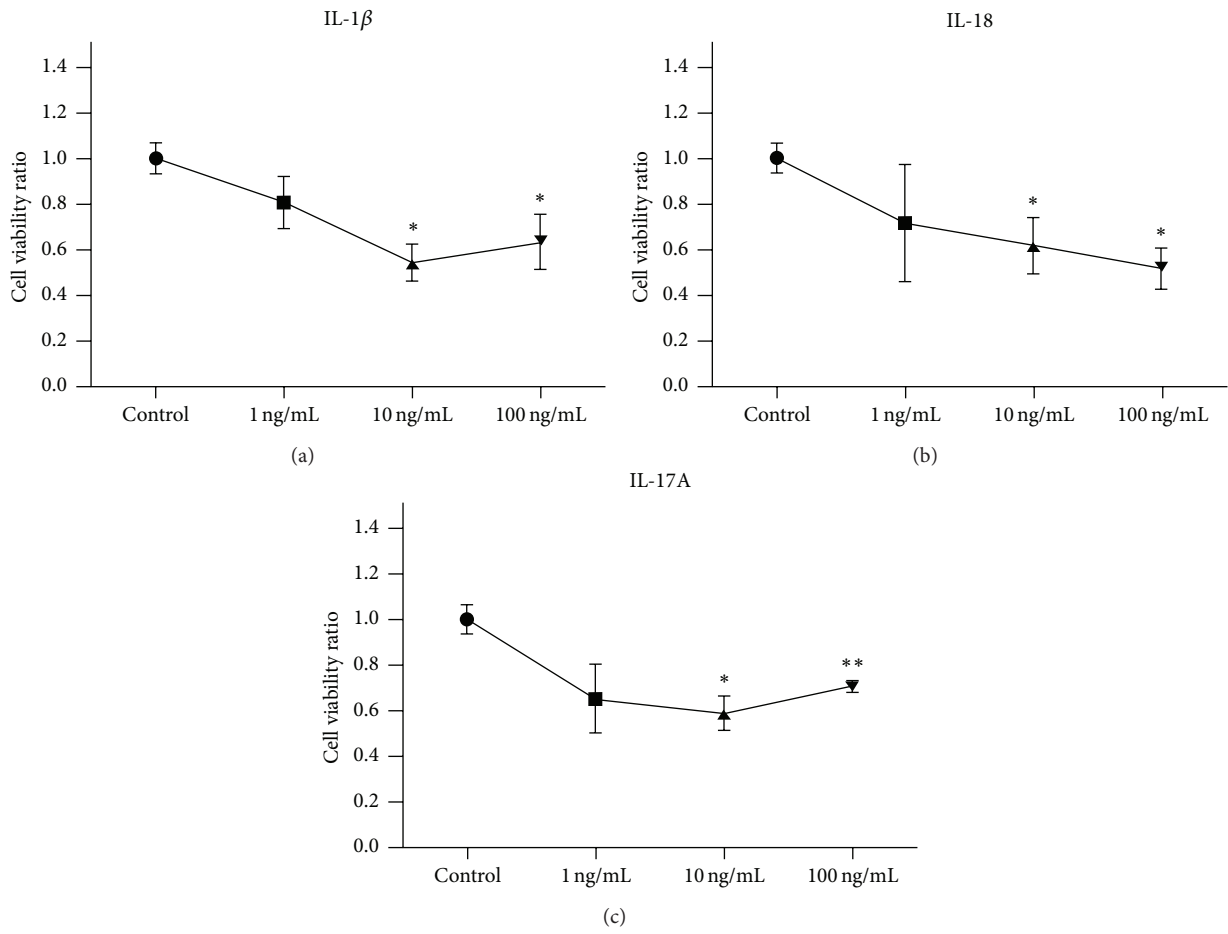 IL-1β
1.4
1.2
1.0
0.8
0.6
0.4
0.2
0.0
Cell viability ratio
*
*
Control
1 ng/mL
10 ng/mL
100 ng/mL
(a)
IL-18
1.4
1.2
1.0
0.8
0.6
0.4
0.2
0.0
Cell viability ratio
*
*
Control
1 ng/mL
10 ng/mL
100 ng/mL
(b)
IL-17A
1.4
1.2
1.0
0.8
0.6
0.4
0.2
0.0
Cell viability ratio
*
**
Control
1 ng/mL
10 ng/mL
100 ng/mL
(c)